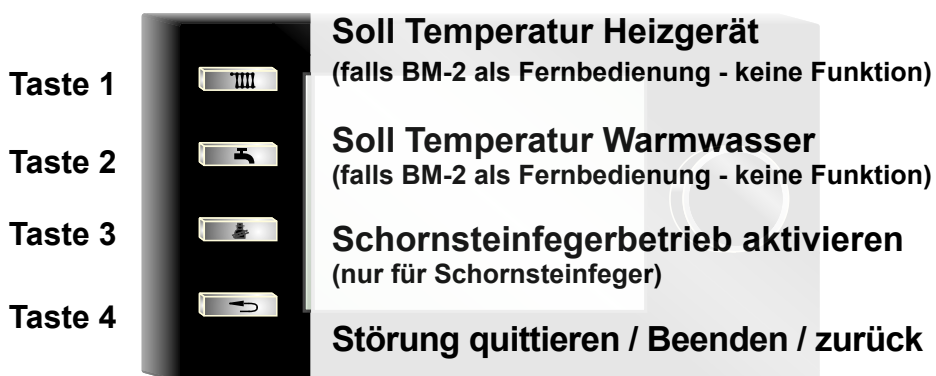 Taste 1
Soll Temperatur Heizgerät
(falls BM-2 als Fernbedienung - keine Funktion)
Taste 2
Soll Temperatur Warmwasser
(falls BM-2 als Fernbedienung - keine Funktion)
Taste 3
Schornsteinfegerbetrieb aktivieren
(nur für Schornsteinfeger)
Taste 4
Störung quittieren / Beenden / zurück